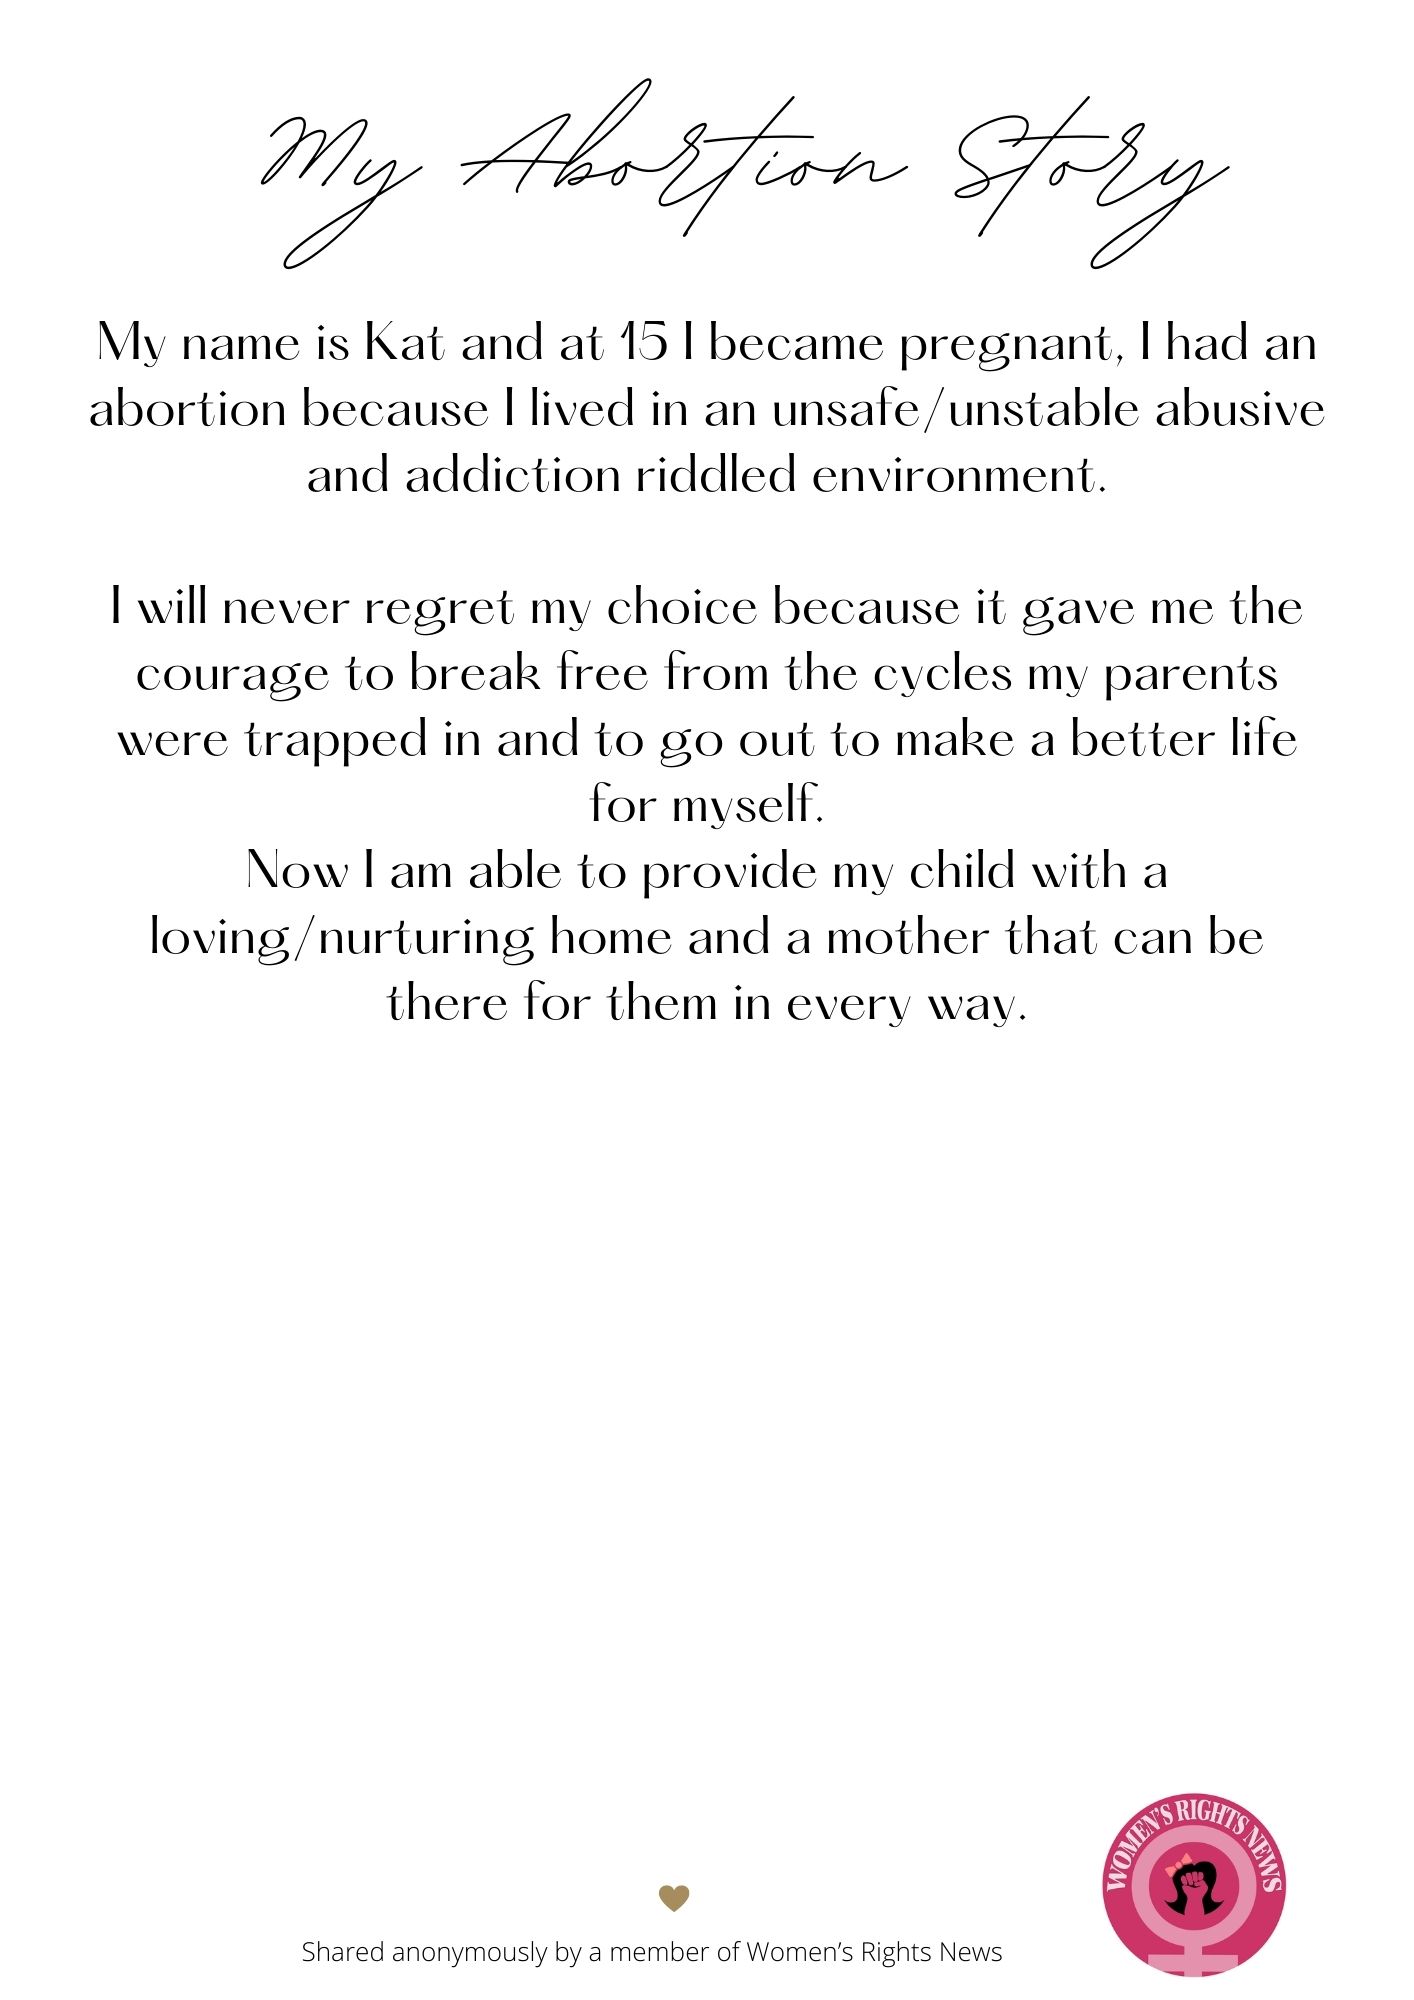 My Abortion Story
My name is Kat and at 15 I became pregnant, I had an
abortion because I lived in an unsafe/unstable abusive
and addiction riddled environment.
I will never regret my choice because it gave me the
courage to break free from the cycles my parents
were trapped in and to go out to make a better life
for myself.
Now I am able to provide my child with a
loving/nurturing home and a mother that can be
there for them in every way.
WOMEN'S RIGHTS NEWS
Shared anonymously by a member of Women’s Rights News